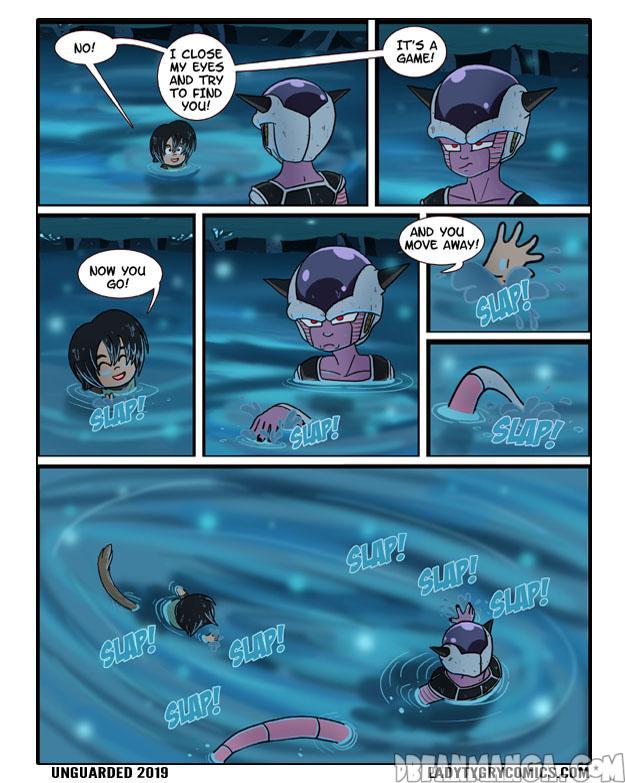 NO!
I CLOSE
MY EYES
AND TRY
TO FIND
YOU!
IT'S A
GAME!
NOW YOU
GO!
SLAP!
SLAP!
AND YOU
MOVE AWAY!
SLAP!
SLAP!
SLAP!
SLAP!
SLAP!
SLAP!
SLAP!
SLAP!
UNGUARDED 2019
LADYTYGRYCOMICS.COM
DBFANMANGA.COM